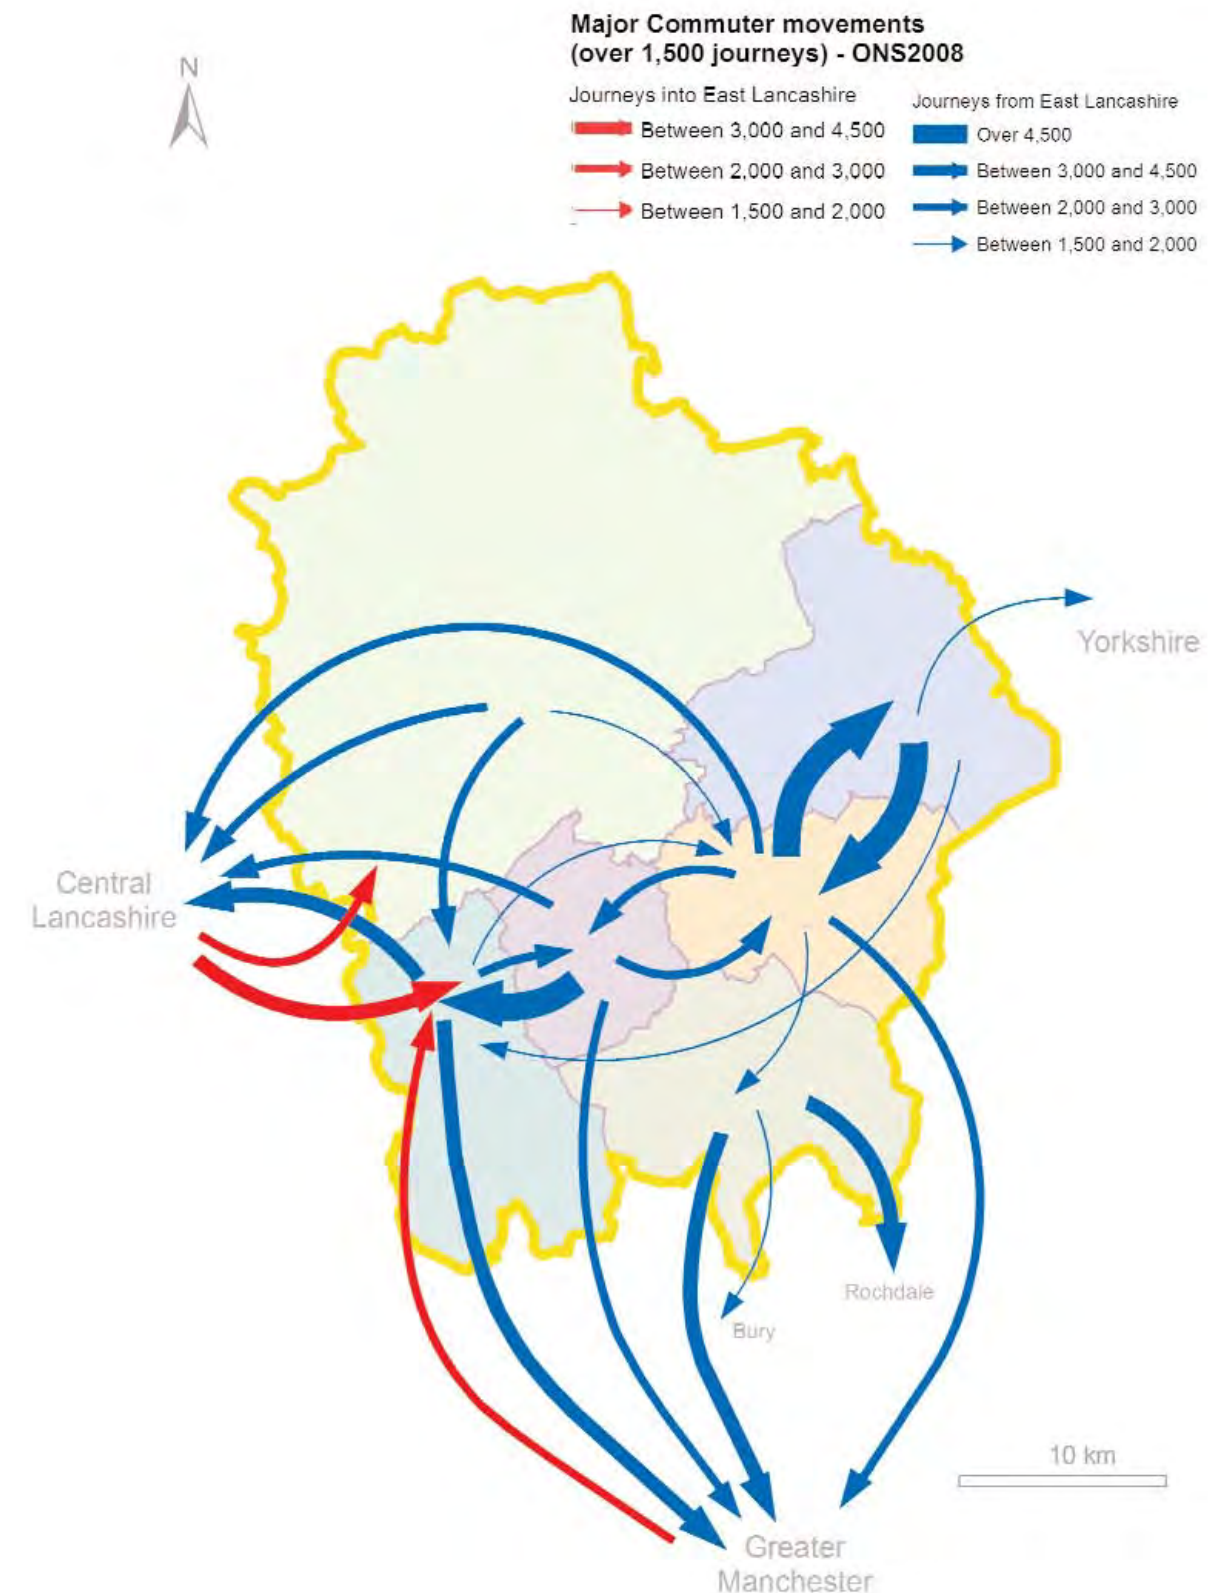 Major Commuter movements
(over 1,500 journeys) - ONS2008
N
Journeys into East Lancashire
Between 3,000 and 4,500
Between 2,000 and 3,000
Between 1,500 and 2,000
Journeys from East Lancashire
Over 4,500
Between 3,000 and 4,500
Between 2,000 and 3,000
Between 1,500 and 2,000
Yorkshire
Central
Lancashire
Rochdale
Bury
10 km
Greater
Manchester